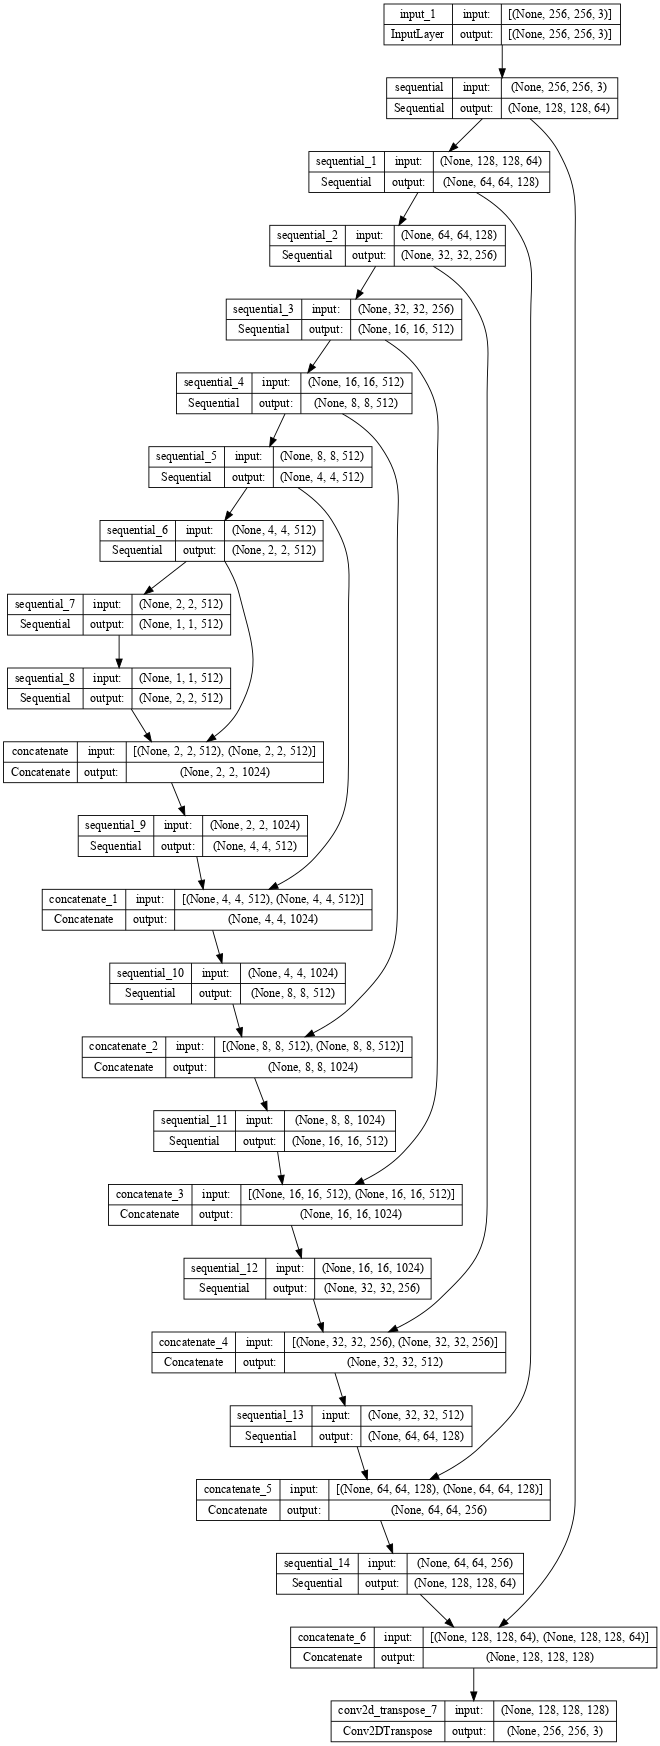 input_1 input: [(None, 256, 256, 3)]
InputLayer output: [(None, 256, 256, 3)]
sequential input: (None, 256, 256, 3)
Sequential output: (None, 128, 128, 64)
sequential_1 input: (None, 128, 128, 64)
Sequential output: (None, 64, 64, 128)
sequential_2 input: (None, 64, 64, 128)
Sequential output: (None, 32, 32, 256)
sequential_3 input: (None, 32, 32, 256)
Sequential output: (None, 16, 16, 512)
sequential_4 input: (None, 16, 16, 512)
Sequential output: (None, 8, 8, 512)
sequential_5 input: (None, 8, 8, 512)
Sequential output: (None, 4, 4, 512)
sequential_6 input: (None, 4, 4, 512)
Sequential output: (None, 2, 2, 512)
sequential_7 input: (None, 2, 2, 512)
Sequential output: (None, 1, 1, 512)
sequential_8 input: (None, 1, 1, 512)
Sequential output: (None, 2, 2, 512)
concatenate input: [(None, 2, 2, 512), (None, 2, 2, 512)]
Concatenate output: (None, 2, 2, 1024)
sequential_9 input: (None, 2, 2, 1024)
Sequential output: (None, 4, 4, 512)
concatenate_1 input: [(None, 4, 4, 512), (None, 4, 4, 512)]
Concatenate output: (None, 4, 4, 1024)
sequential_10 input: (None, 4, 4, 1024)
Sequential output: (None, 8, 8, 512)
concatenate_2 input: [(None, 8, 8, 512), (None, 8, 8, 512)]
Concatenate output: (None, 8, 8, 1024)
sequential_11 input: (None, 8, 8, 1024)
Sequential output: (None, 16, 16, 512)
concatenate_3 input: [(None, 16, 16, 512), (None, 16, 16, 512)]
Concatenate output: (None, 16, 16, 1024)
sequential_12 input: (None, 16, 16, 1024)
Sequential output: (None, 32, 32, 256)
concatenate_4 input: [(None, 32, 32, 256), (None, 32, 32, 256)]
Concatenate output: (None, 32, 32, 512)
sequential_13 input: (None, 32, 32, 512)
Sequential output: (None, 64, 64, 128)
concatenate_5 input: [(None, 64, 64, 128), (None, 64, 64, 128)]
Concatenate output: (None, 64, 64, 256)
sequential_14 input: (None, 64, 64, 256)
Sequential output: (None, 128, 128, 64)
concatenate_6 input: [(None, 128, 128, 64), (None, 128, 128, 64)]
Concatenate output: (None, 128, 128, 128)
conv2d_transpose_7 input: (None, 128, 128, 128)
Conv2DTranspose output: (None, 256, 256, 3)